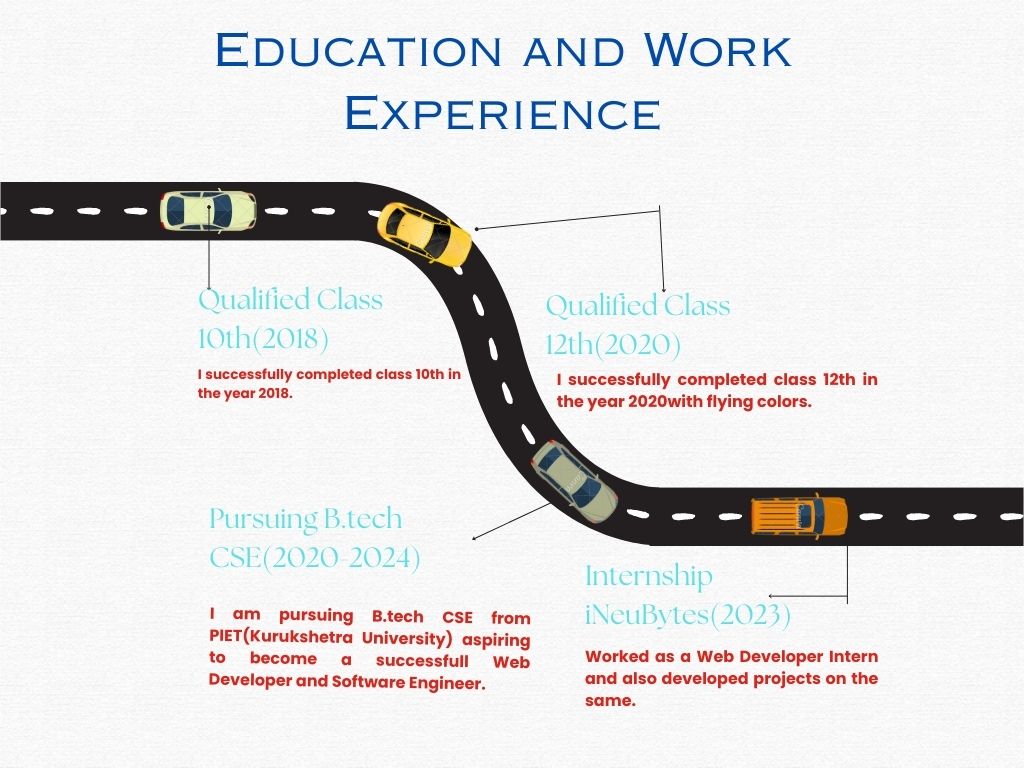 Education and Work
Experience
Qualified Class
10th(2018)
I successfully completed class 10th in
the year 2018.
Qualified Class
12th(2020)
I successfully completed class 12th in
the year 2020with flying colors.
Pursuing B.tech
CSE(2020-2024)
I am pursuing B.tech CSE from
PIET(Kurukshetra University) aspiring
to become a successfull Web
Developer and Software Engineer.
Internship
iNeuBytes(2023)
Worked as a Web Developer Intern
and also developed projects on the
same.